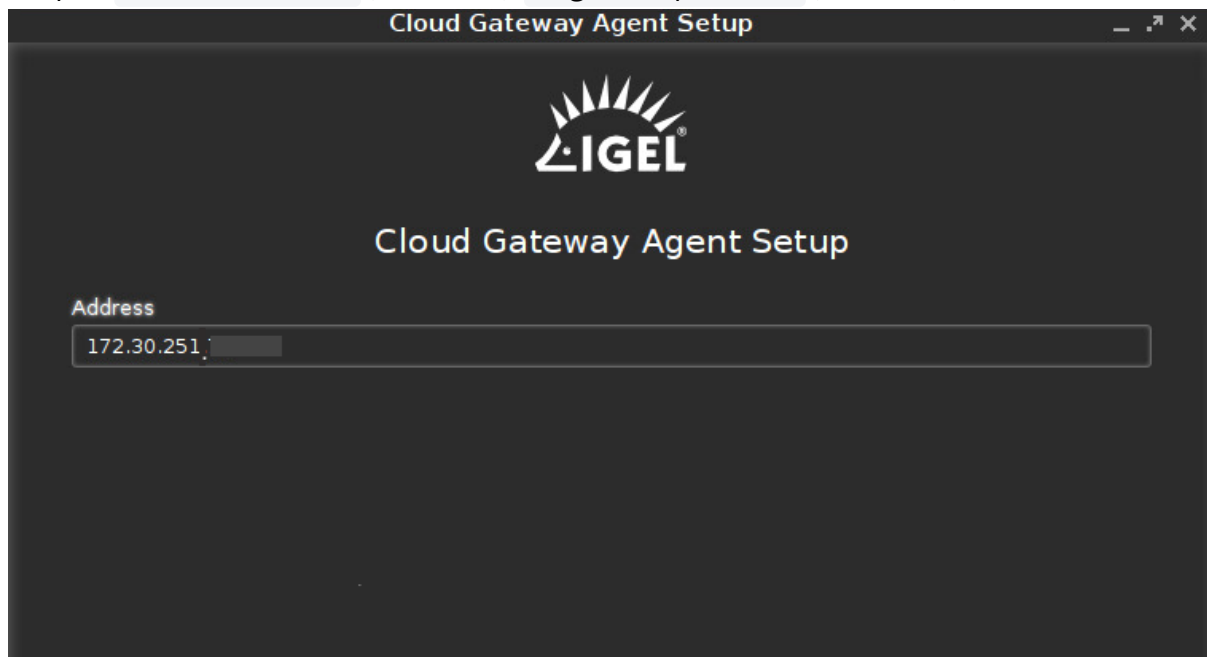 Cloud Gateway Agent Setup
IGEL®
Cloud Gateway Agent Setup
Address
172.30.251.